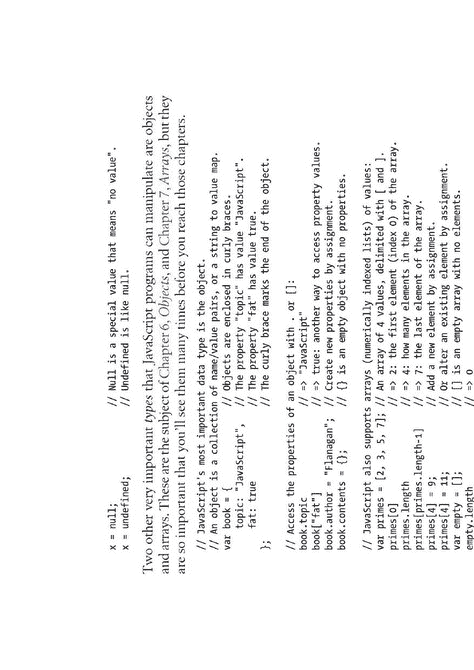 x = null; // Null is a special value that means "no value".
x = undefined; // Undefined is like null.
Two other very important types that JavaScript programs can manipulate are objects
and arrays. These are the subject of Chapter 6, Objects, and Chapter 7, Arrays, but they
are so important that you'll see them many times before you reach those chapters.
// JavaScript's most important data type is the object.
// An object is a collection of name/value pairs, or a string to value map.
var book = { // Objects are enclosed in curly braces.
topic: "JavaScript", // The property "topic" has value "JavaScript".
fat: true // The property "fat" has value true.
}; // The curly brace marks the end of the object.
// Access the properties of an object with . or []:
book.topic // => "JavaScript"
book["fat"] // => true: another way to access property values.
book.author = "Flanagan"; // Create new properties by assignment.
book.contents = {}; // {} is an empty object with no properties.
// JavaScript also supports arrays (numerically indexed lists) of values:
var primes = [2, 3, 5, 7]; // An array of 4 values, delimited with [ and ].
primes[0] // => 2: the first element (index 0) of the array.
primes.length // => 4: how many elements in the array.
primes[primes.length-1] // => 7: the last element of the array.
primes[4] = 9; // Add a new element by assignment.
primes[4] = 11; // Or alter an existing element by assignment.
var empty = []; // [] is an empty array with no elements.
empty.length // => 0